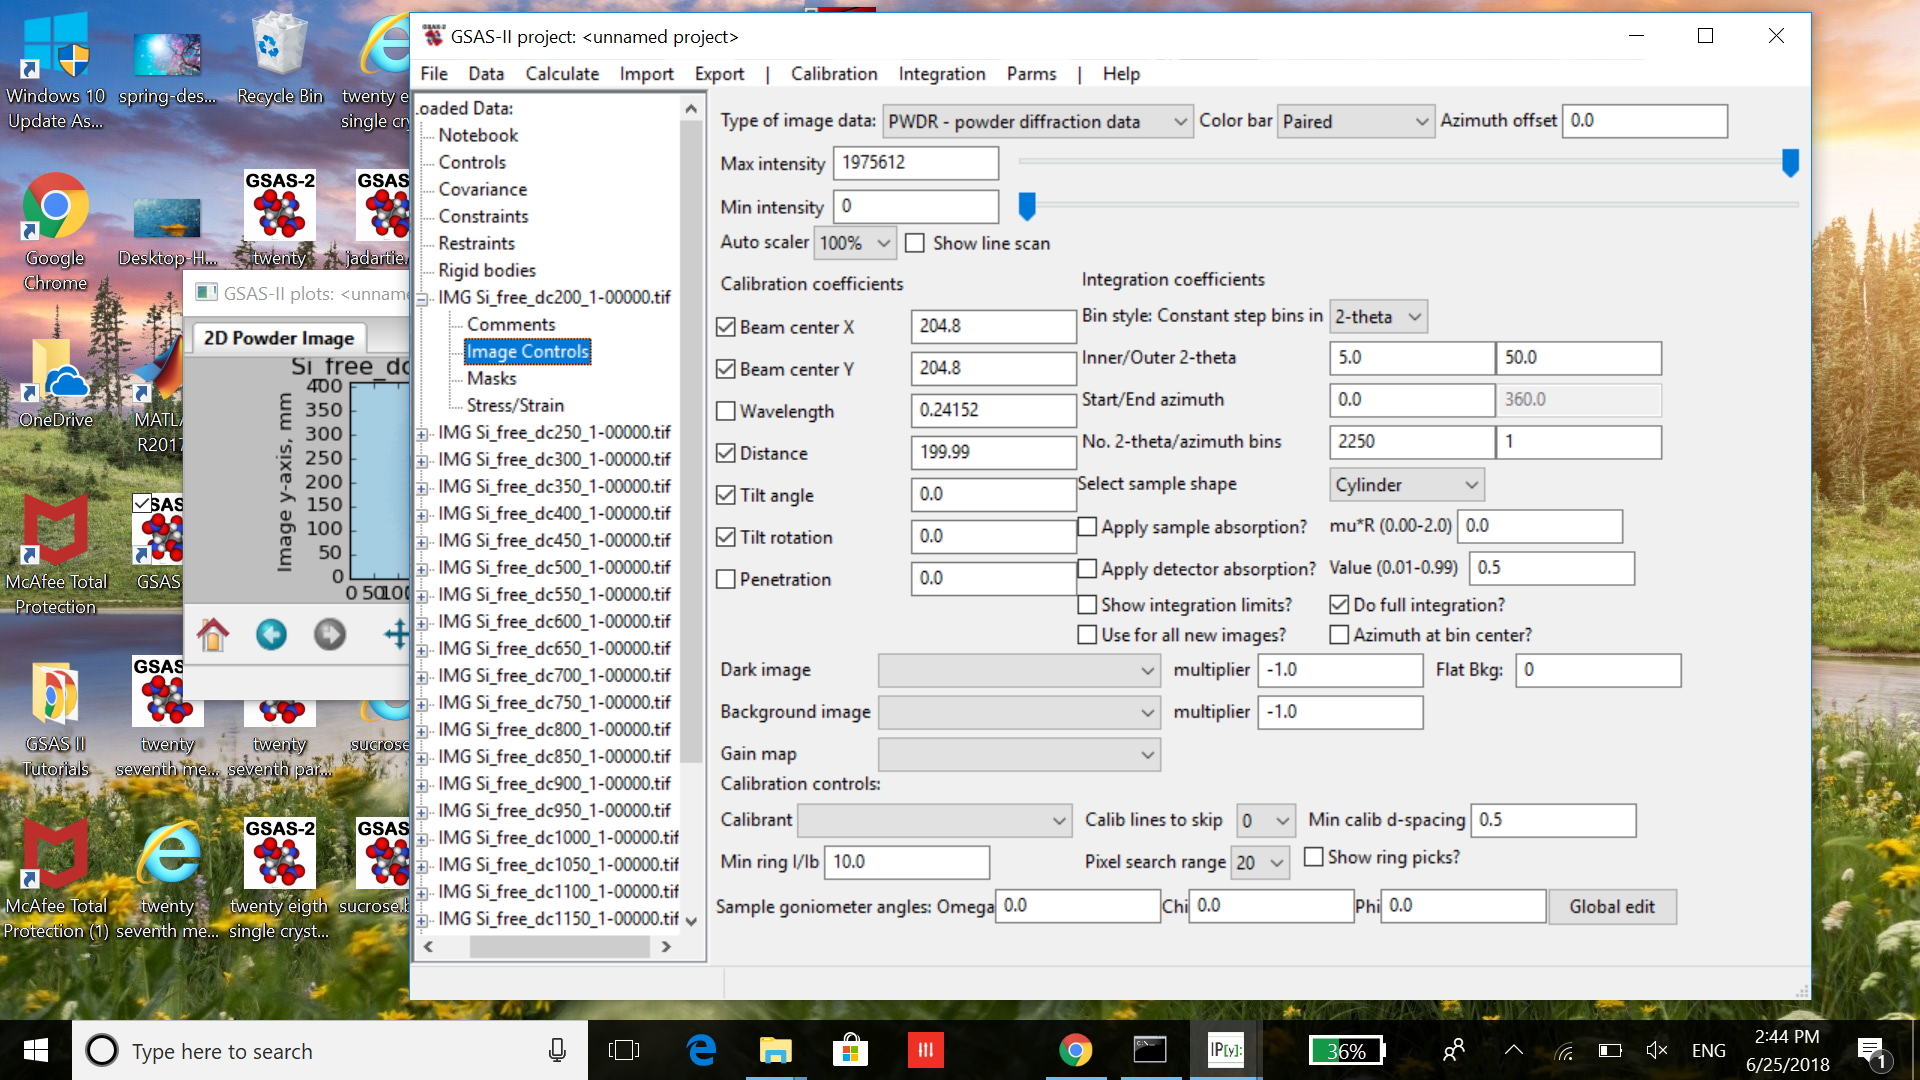 GSAS-II project: <unnamed project>
File Data Calculate Import Export | Calibration Integration Parms | Help
oaded Data:
Notebook
Controls
Covariance
Constraints
Restraints
Rigid bodies
IMG Si_free_dc200_1-00000.tif
Comments
Image Controls
Masks
Stress/Strain
IMG Si_free_dc250_1-00000.tif
IMG Si_free_dc300_1-00000.tif
IMG Si_free_dc350_1-00000.tif
IMG Si_free_dc400_1-00000.tif
IMG Si_free_dc450_1-00000.tif
IMG Si_free_dc500_1-00000.tif
IMG Si_free_dc550_1-00000.tif
IMG Si_free_dc600_1-00000.tif
IMG Si_free_dc650_1-00000.tif
IMG Si_free_dc700_1-00000.tif
IMG Si_free_dc750_1-00000.tif
IMG Si_free_dc800_1-00000.tif
IMG Si_free_dc850_1-00000.tif
IMG Si_free_dc900_1-00000.tif
IMG Si_free_dc950_1-00000.tif
IMG Si_free_dc1000_1-00000.tif
IMG Si_free_dc1050_1-00000.tif
IMG Si_free_dc1100_1-00000.tif
IMG Si_free_dc1150_1-00000.tif
Type of image data: PWDR - powder diffraction data Color bar Paired Azimuth offset 0.0
Max intensity 1975612
Min intensity 0
Auto scaler 100% Show line scan
Calibration coefficients
Beam center X 204.8
Beam center Y 204.8
Wavelength 0.24152
Distance 199.99
Tilt angle 0.0
Tilt rotation 0.0
Penetration 0.0
Integration coefficients
Bin style: Constant step bins in 2-theta
Inner/Outer 2-theta 5.0 50.0
Start/End azimuth 0.0 360.0
No. 2-theta/azimuth bins 2250 1
Select sample shape Cylinder
Apply sample absorption? mu*R (0.00-2.0) 0.0
Apply detector absorption? Value (0.01-0.99) 0.5
Show integration limits? Do full integration?
Use for all new images? Azimuth at bin center?
Dark image multiplier -1.0 Flat Bkg: 0
Background image multiplier -1.0
Gain map
Calibration controls:
Calibrant Calib lines to skip 0 Min calib d-spacing 0.5
Min ring I/Ib 10.0 Pixel search range 20 Show ring picks?
Sample goniometer angles: Omega 0.0 Chi 0.0 Phi 0.0 Global edit
GSAS-II plots: <unname
2D Powder Image
Si_free_dc
Image y-axis, mm
400
350
300
250
200
150
100
50
0
0 50 100
Windows 10
Update As...
spring-des...
Recycle Bin
twenty e
single cry
Google
Chrome
Desktop-H...
GSAS-2
twenty
GSAS
jadartie.
OneDrive
MATLA
R2017
McAfee Total
Protection
GSAS
GSAS
GSAS II
Tutorials
GSAS
twenty
seventh me...
twenty
seventh par...
sucrose
McAfee Total
Protection (1)
twenty
seventh me...
GSAS-2
twenty eigth
single cryst...
GSAS
sucrose.b
Type here to search
IP[y]:
36%
ENG
2:44 PM
6/25/2018
1